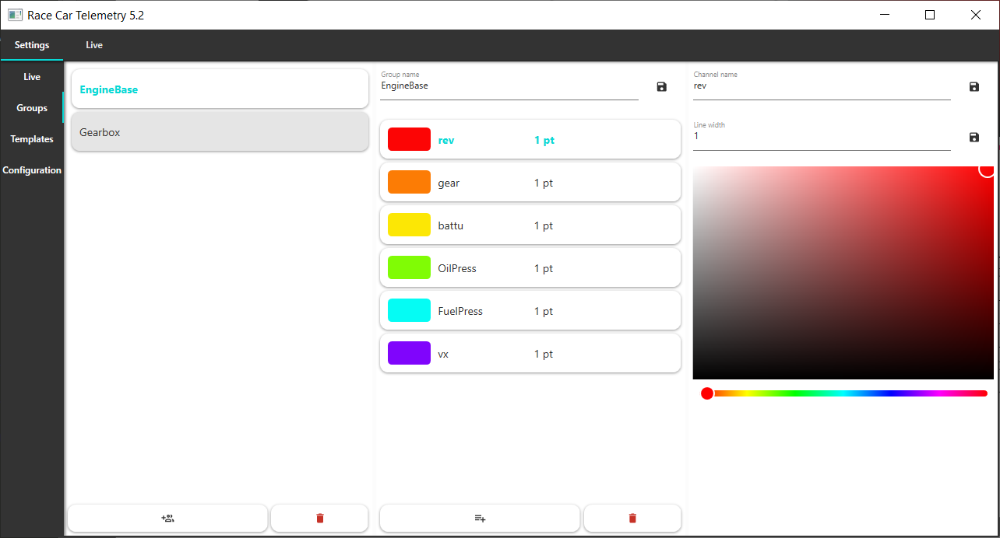 Race Car Telemetry 5.2
Settings
Live
Live
Groups
Templates
Configuration
EngineBase
Gearbox
Group name
EngineBase
rev 1 pt
gear 1 pt
battu 1 pt
OilPress 1 pt
FuelPress 1 pt
vx 1 pt
Channel name
rev
Line width
1